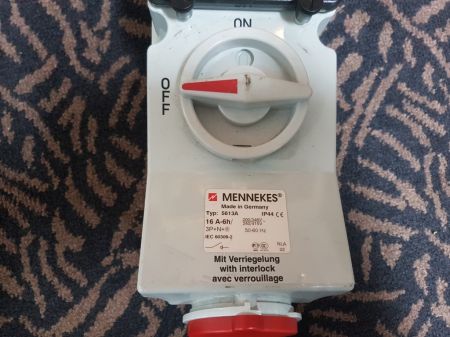 ON
OFF
MENNEKES®
Made in Germany
Typ: 5613A IP44 CE
16 A-6h/
3P+N+ 50-60 Hz
IEC 60309-2
Mit Verriegelung
with interlock
avec verrouillage